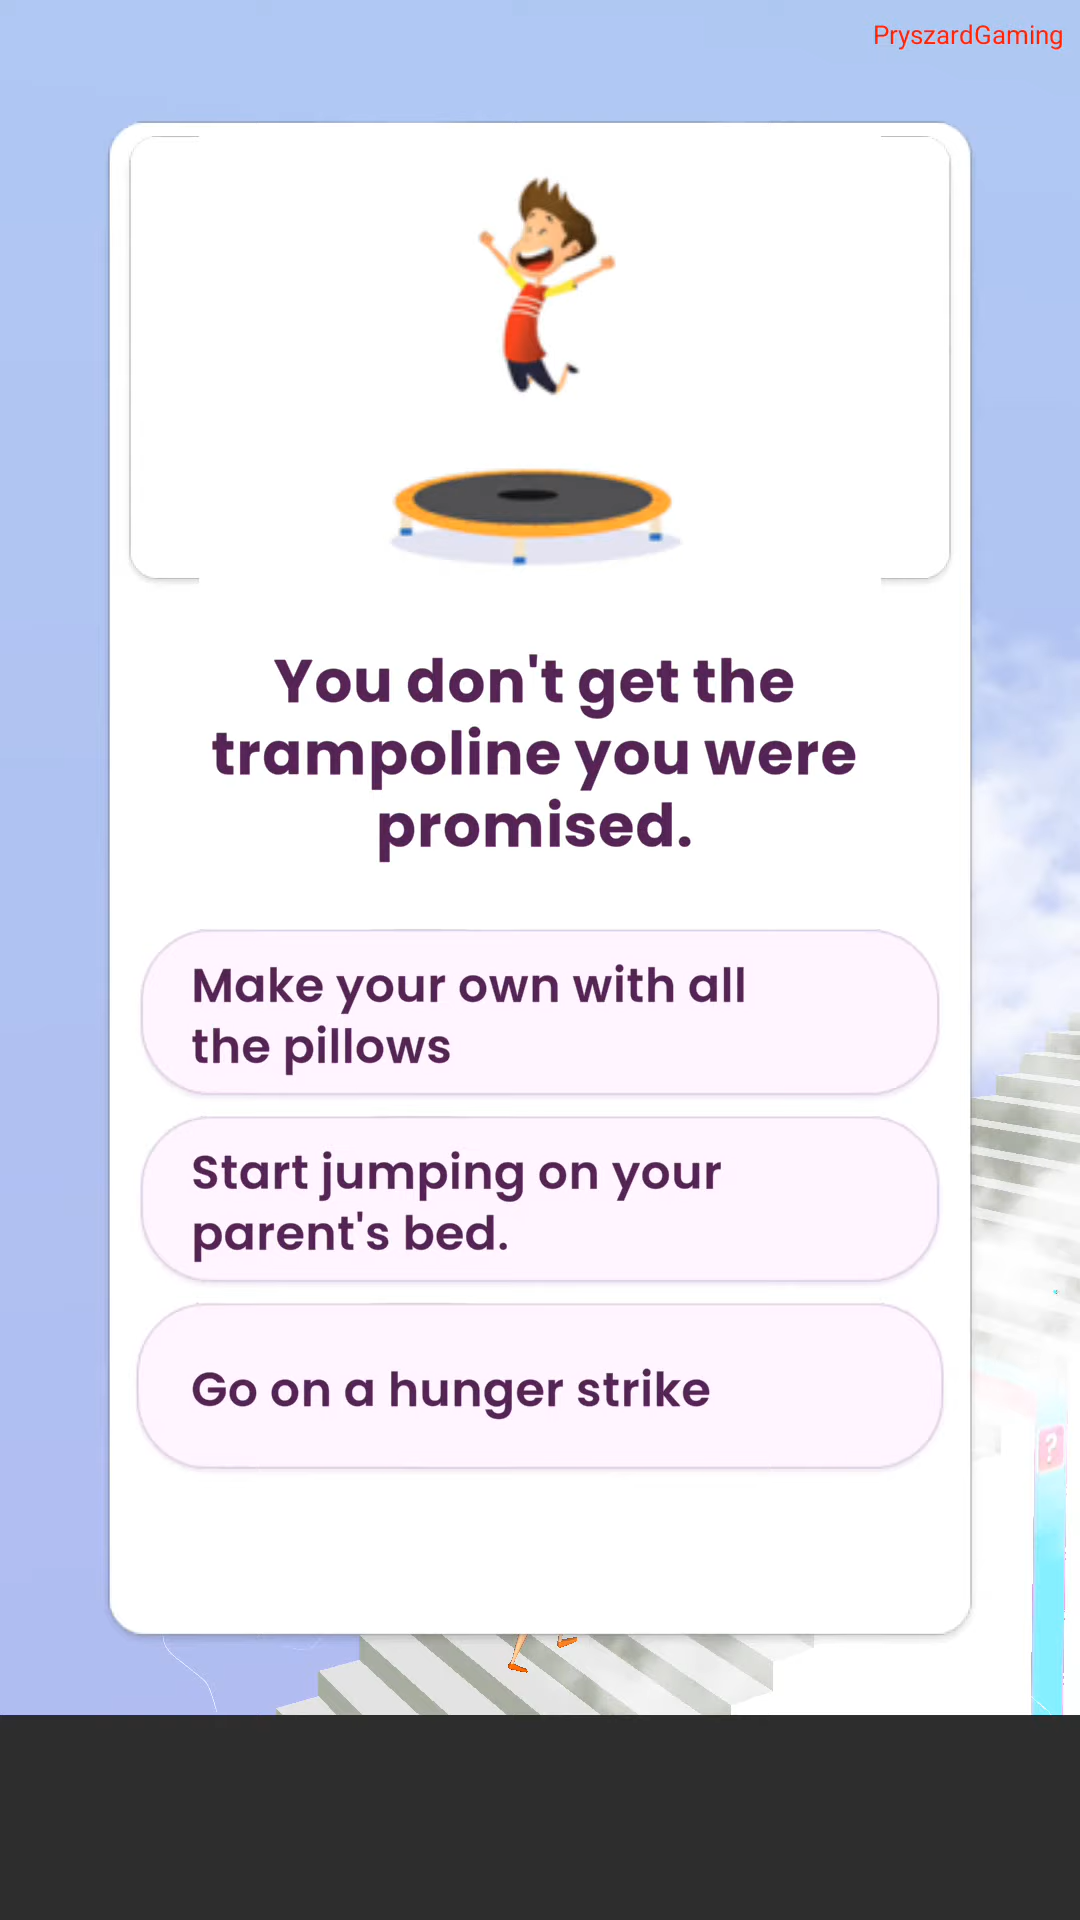 PryszardGaming
You don't get the
trampoline you were
promised.
Make your own with all
the pillows
Start jumping on your
parent's bed.
Go on a hunger strike
?